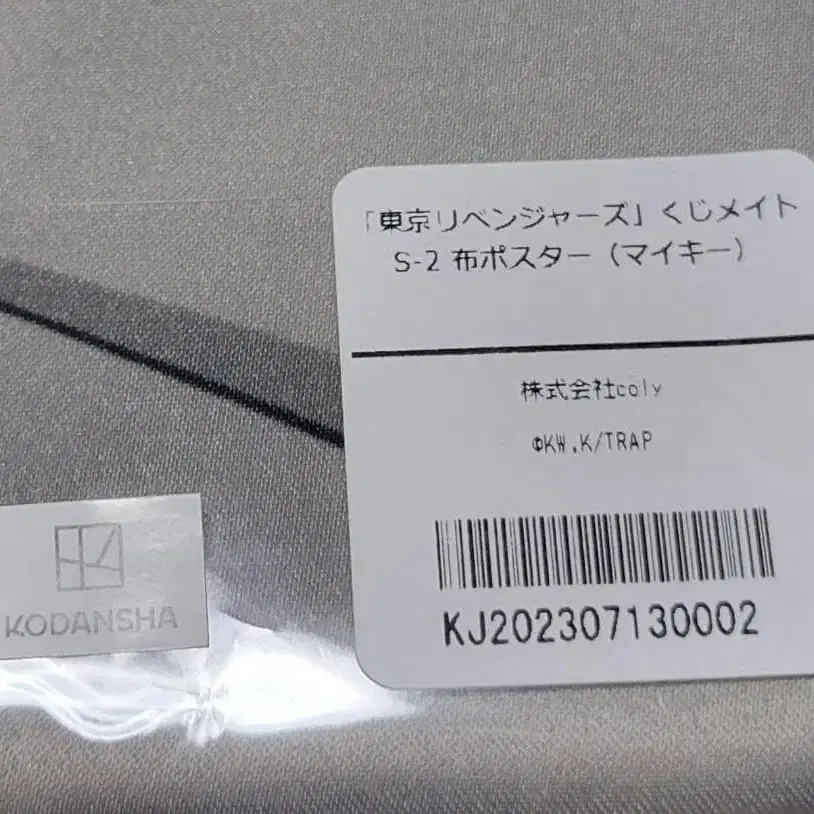 「東京リベンジャーズ」くじメイト
S-2 布ポスター（マイキー）
株式会社coly
©KW,K/TRAP
KJ202307130002
KODANSHA